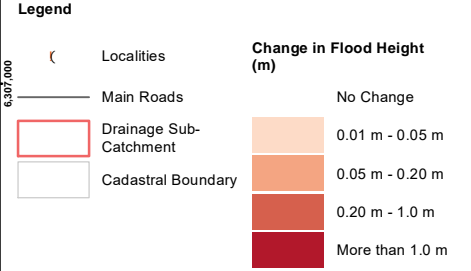 Legend
6,307,000
Localities
Main Roads
Drainage Sub-
Catchment
Cadastral Boundary
Change in Flood Height
(m)
No Change
0.01 m - 0.05 m
0.05 m - 0.20 m
0.20 m - 1.0 m
More than 1.0 m